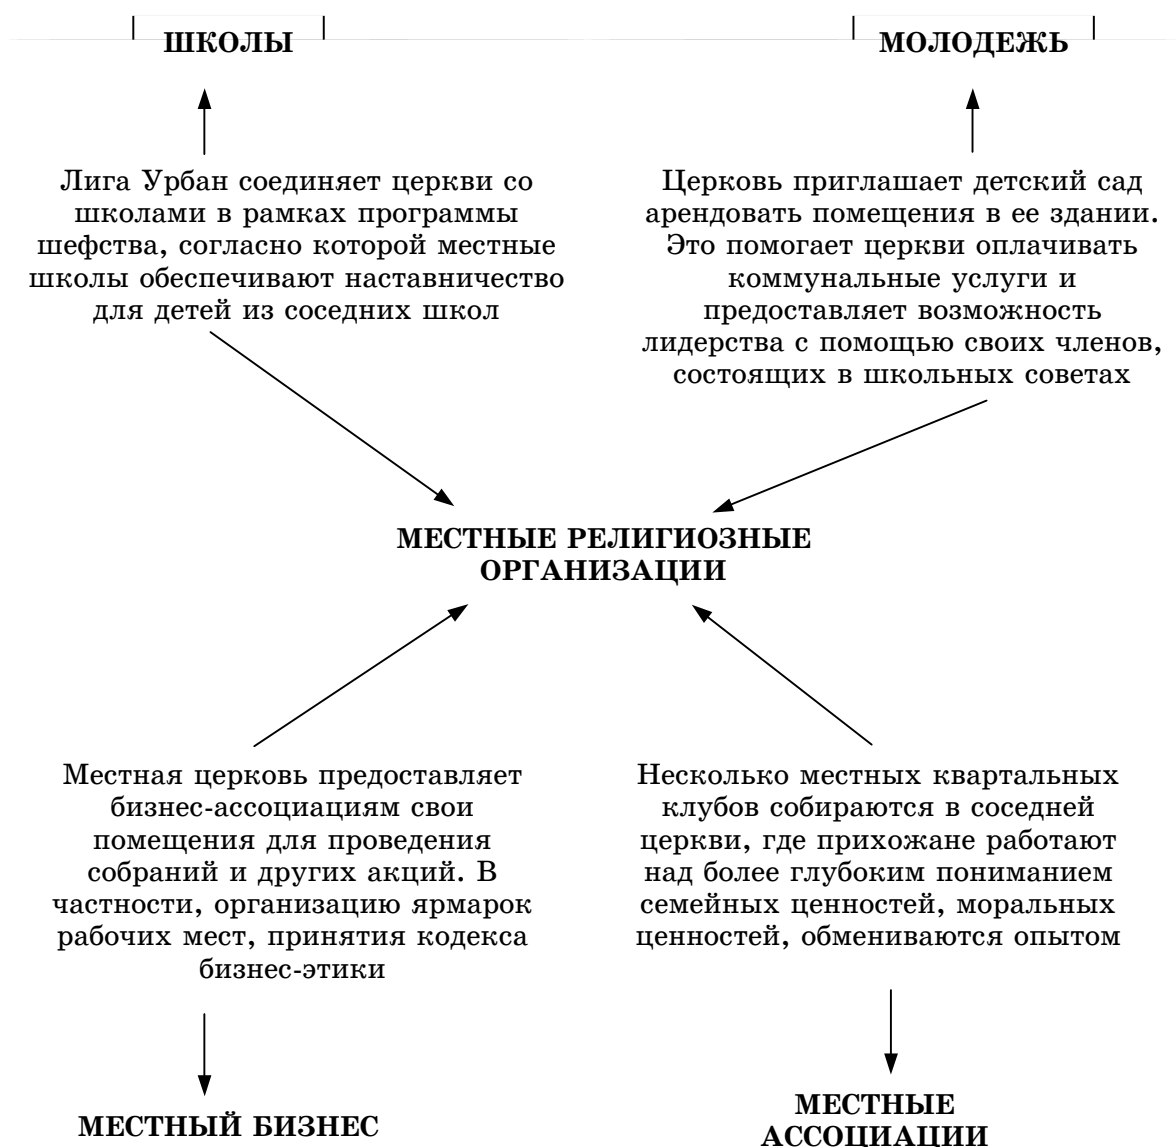 ШКОЛЫ
МОЛОДЕЖЬ
Лига Урбан соединяет церкви со
школами в рамках программы
шефства, согласно которой местные
школы обеспечивают наставничество
для детей из соседних школ
Церковь приглашает детский сад
арендовать помещения в ее здании.
Это помогает церкви оплачивать
коммунальные услуги и
предоставляет возможность
лидерства с помощью своих членов,
состоящих в школьных советах
МЕСТНЫЕ РЕЛИГИОЗНЫЕ
ОРГАНИЗАЦИИ
Местная церковь предоставляет
бизнес-ассоциациям свои
помещения для проведения
собраний и других акций. В
частности, организацию ярмарок
рабочих мест, принятия кодекса
бизнес-этики
Несколько местных квартальных
клубов собираются в соседней
церкви, где прихожане работают
над более глубоким пониманием
семейных ценностей, моральных
ценностей, обмениваются опытом
МЕСТНЫЙ БИЗНЕС
МЕСТНЫЕ
АССОЦИАЦИИ